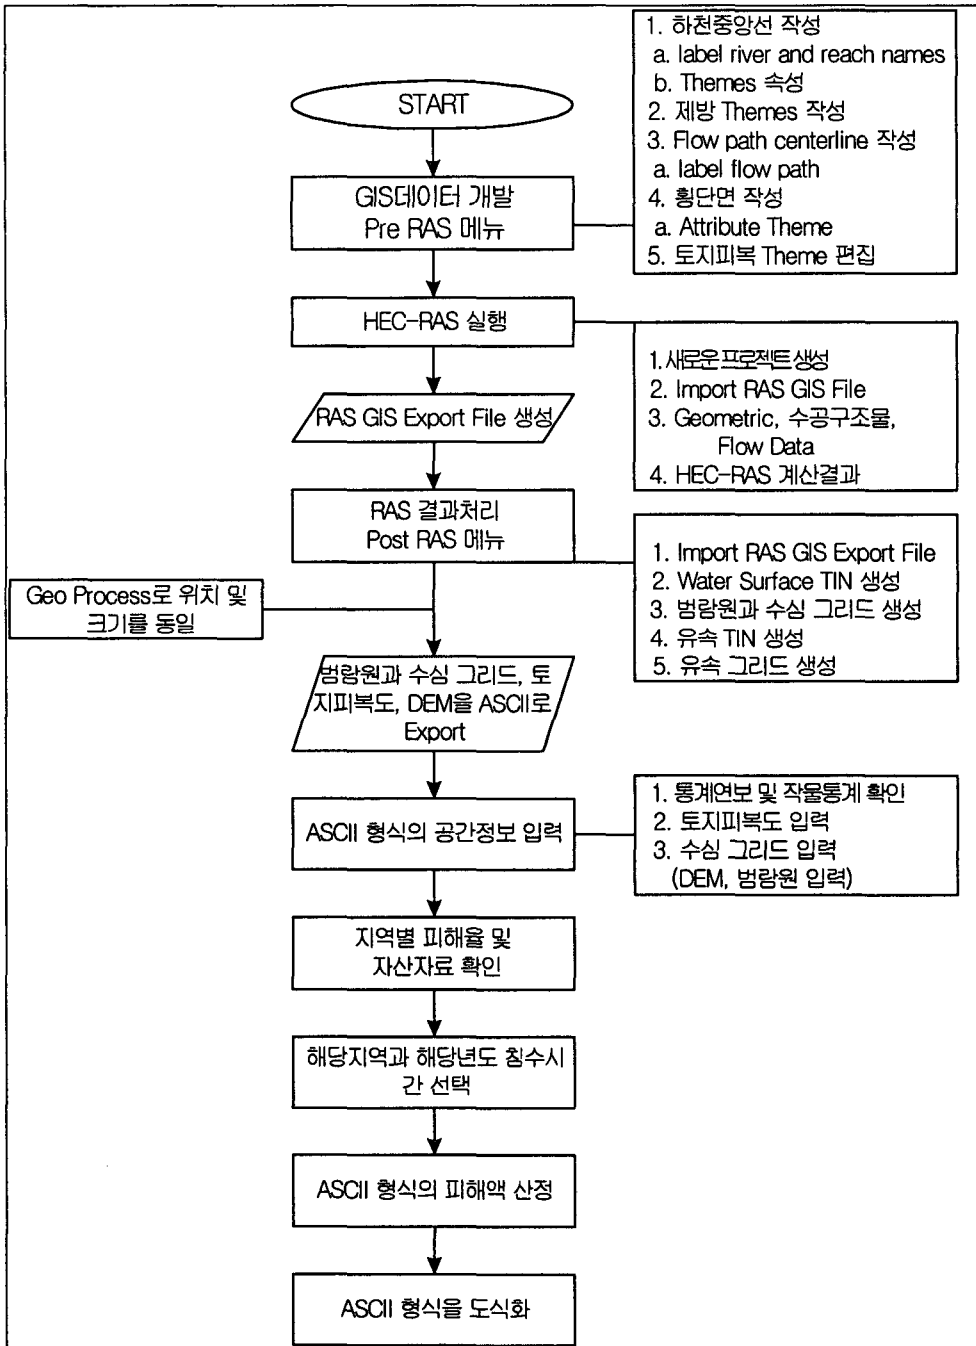 START
GIS데이터 개발
Pre RAS 메뉴
1. 하천중앙선 작성
a. label river and reach names
b. Themes 속성
2. 제방 Themes 작성
3. Flow path centerline 작성
a. label flow path
4. 횡단면 작성
a. Attribute Theme
5. 토지피복 Theme 편집
HEC-RAS 실행
1.새로운프로젝트생성
2. Import RAS GIS File
3. Geometric, 수공구조물,
Flow Data
4. HEC-RAS 계산결과
RAS GIS Export File 생성
RAS 결과처리
Post RAS 메뉴
1. Import RAS GIS Export File
2. Water Surface TIN 생성
3. 범람원과 수심 그리드 생성
4. 유속 TIN 생성
5. 유속 그리드 생성
Geo Process로 위치 및
크기를 동일
범람원과 수심 그리드, 토
지피복도, DEM을 ASCII로
Export
ASCII 형식의 공간정보 입력
1. 통계연보 및 작물통계 확인
2. 토지피복도 입력
3. 수심 그리드 입력
(DEM, 범람원 입력)
지역별 피해율 및
자산자료 확인
해당지역과 해당년도 침수시
간 선택
ASCII 형식의 피해액 산정
ASCII 형식을 도식화